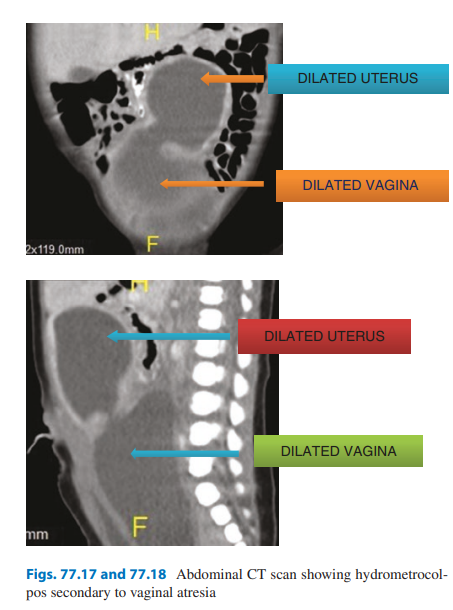 H
DILATED UTERUS
DILATED VAGINA
F
2x119.0mm
H
DILATED UTERUS
DILATED VAGINA
F
mm
Figs. 77.17 and 77.18 Abdominal CT scan showing hydrometrocol-
pos secondary to vaginal atresia